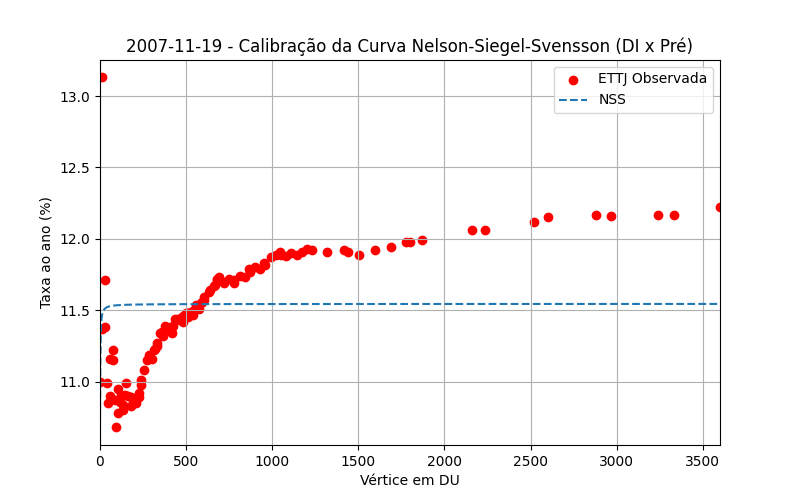 2007-11-19 - Calibração da Curva Nelson-Siegel-Svensson (DI x Pré)
ETTJ Observada
NSS
Taxa ao ano (%)
13.0
12.5
12.0
11.5
11.0
0 500 1000 1500 2000 2500 3000 3500
Vértice em DU